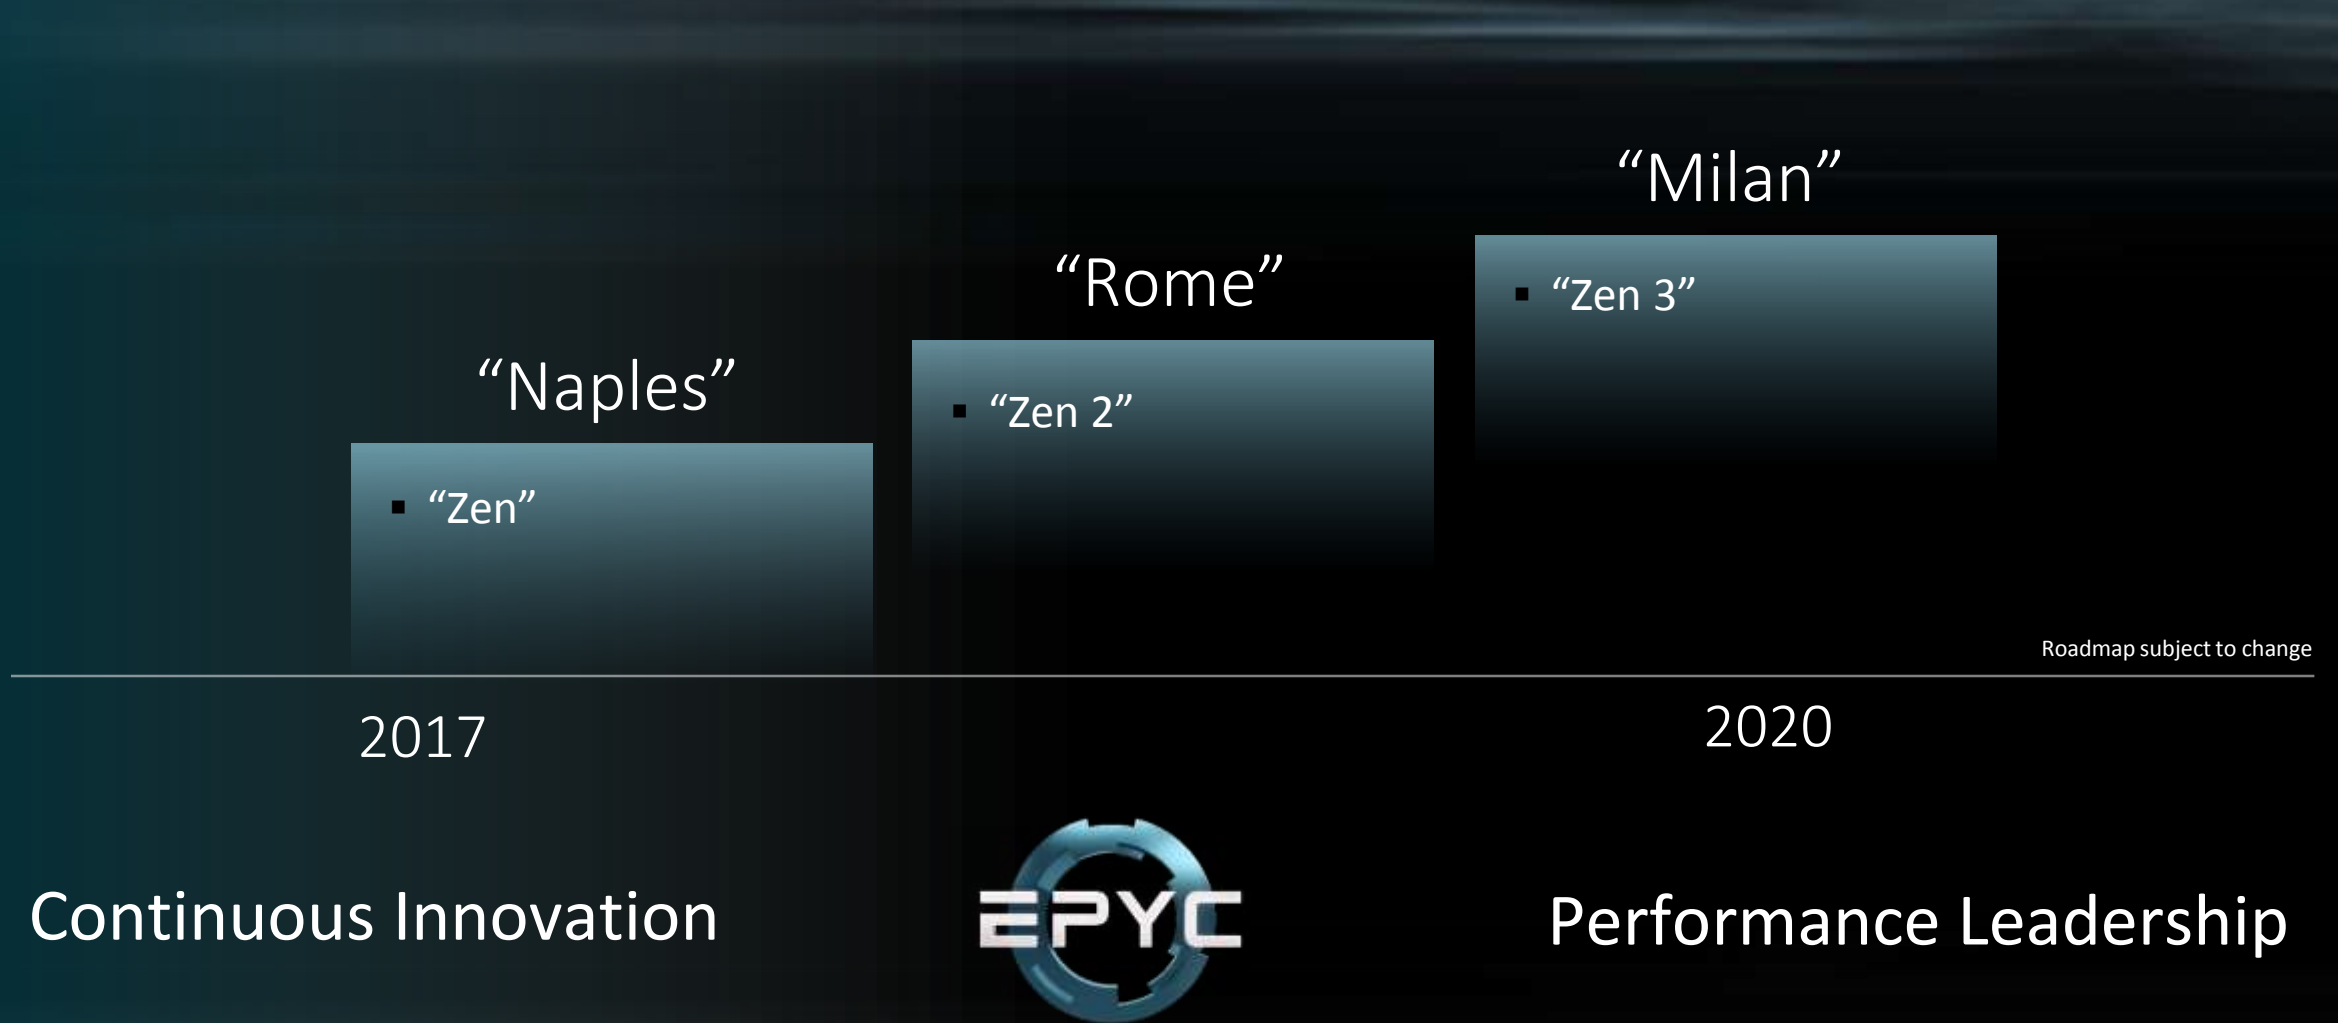 “Milan”
“Rome”
“Naples”
▪ “Zen”
▪ “Zen 2”
▪ “Zen 3”
Roadmap subject to change
2017
2020
Continuous Innovation
EPYC
Performance Leadership